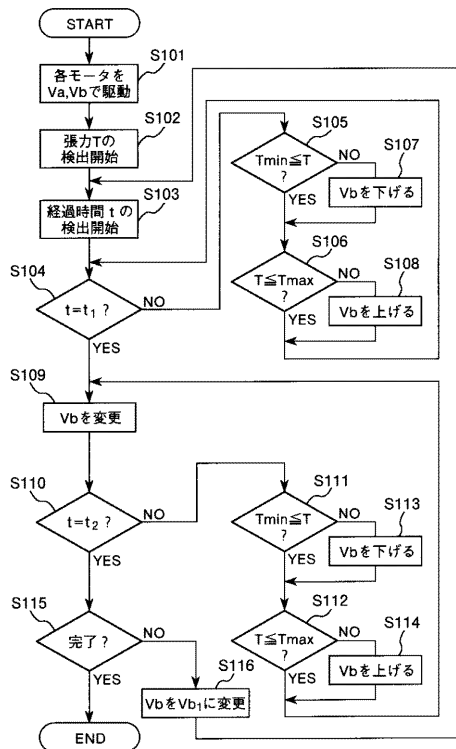 START
S101
各モータを
Va,Vbで駆動
S102
張力Tの
検出開始
S103
経過時間 t の
検出開始
S104
t=t₁ ?
NO
YES
S105
Tmin≦T
?
NO
YES
S107
Vbを下げる
S106
T≦Tmax
?
NO
YES
S108
Vbを上げる
S109
Vbを変更
S110
t=t₂ ?
NO
YES
S111
Tmin≦T
?
NO
YES
S113
Vbを下げる
S112
T≦Tmax
?
NO
YES
S114
Vbを上げる
S115
完了 ?
NO
YES
S116
VbをVb₁に変更
END